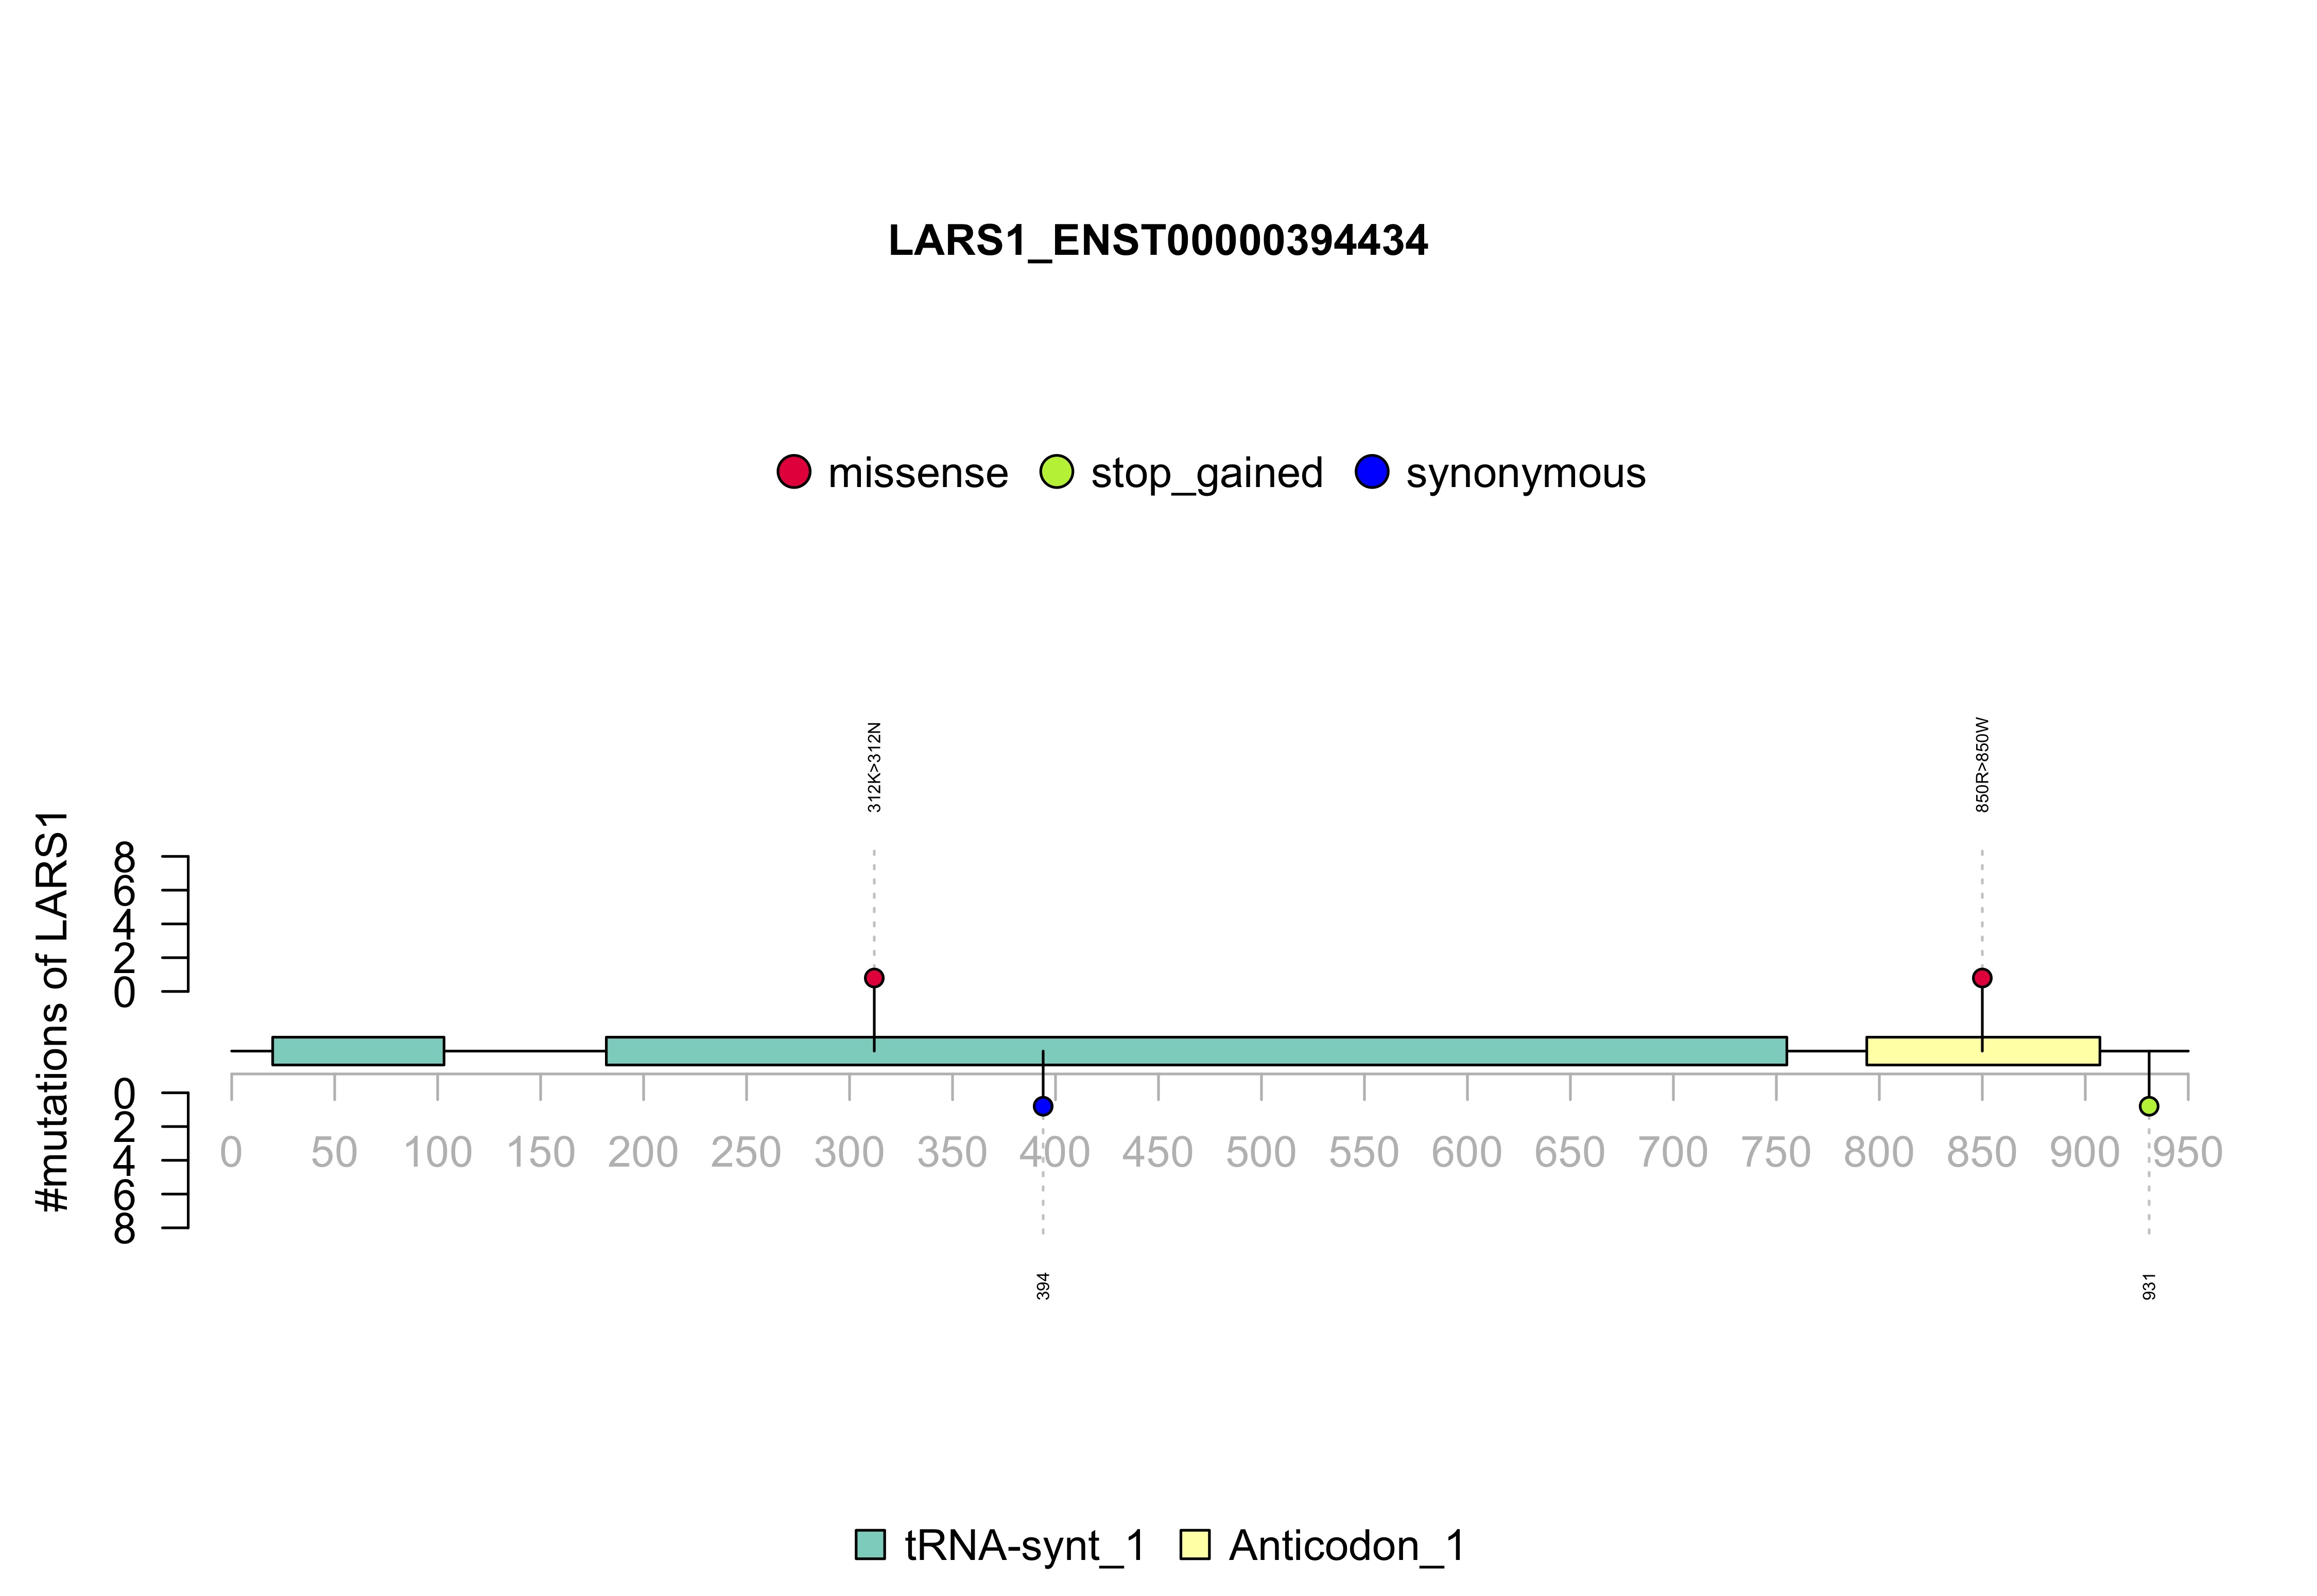 LARS1_ENST00000394434
missense stop_gained synonymous
312K>312N
850R>850W
#mutations of LARS1
8
6
4
2
0
0
2
4
6
8
0 50 100 150 200 250 300 350 400 450 500 550 600 650 700 750 800 850 900 950
394
931
tRNA-synt_1 Anticodon_1